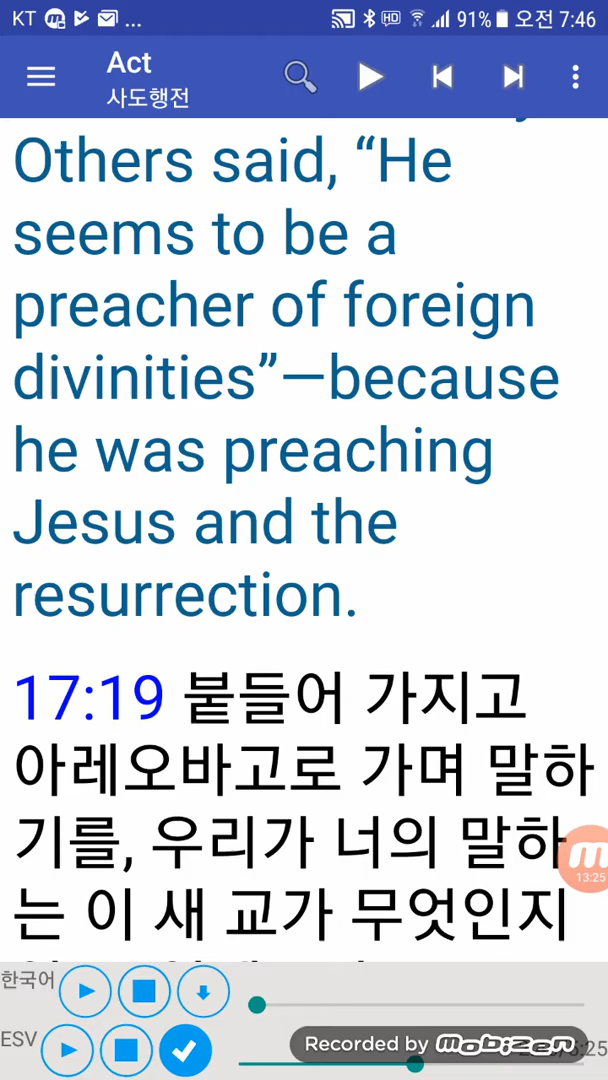 KT ... HD 91% 오전 7:46
Act
사도행전
Others said, “He
seems to be a
preacher of foreign
divinities”—because
he was preaching
Jesus and the
resurrection.
17:19 붙들어 가지고
아레오바고로 가며 말하
기를, 우리가 너의 말하
는 이 새 교가 무엇인지
13:25
한국어
ESV
Recorded by mobizen